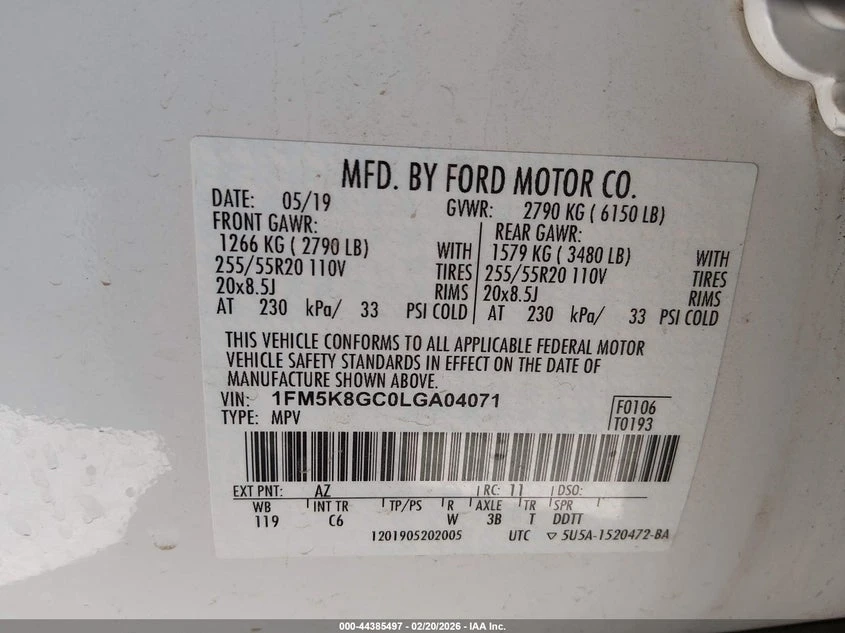 MFD. BY FORD MOTOR CO.
DATE: 05/19 GVWR: 2790 KG ( 6150 LB)
FRONT GAWR: REAR GAWR:
1266 KG ( 2790 LB) WITH 1579 KG ( 3480 LB) WITH
255/55R20 110V TIRES 255/55R20 110V TIRES
20x8.5J RIMS 20x8.5J RIMS
AT 230 kPa/ 33 PSI COLD AT 230 kPa/ 33 PSI COLD
THIS VEHICLE CONFORMS TO ALL APPLICABLE FEDERAL MOTOR
VEHICLE SAFETY STANDARDS IN EFFECT ON THE DATE OF
MANUFACTURE SHOWN ABOVE.
VIN: 1FM5K8GC0LGA04071 F0106
TYPE: MPV T0193
EXT PNT: AZ RC: 11 DSO:
WB INT TR TP/PS R AXLE TR SPR
119 C6 W 3B T DDTT
1201905202005 UTC ▽ 5U5A-1520472-BA
000-44385497 - 02/20/2026 - IAA Inc.